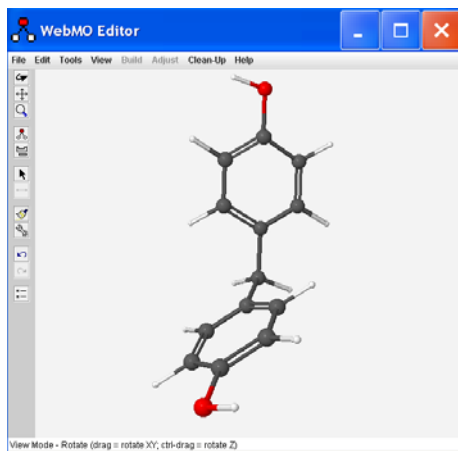 WebMO Editor
File Edit Tools View Build Adjust Clean-Up Help
View Mode - Rotate (drag = rotate XY; ctrl-drag = rotate Z)